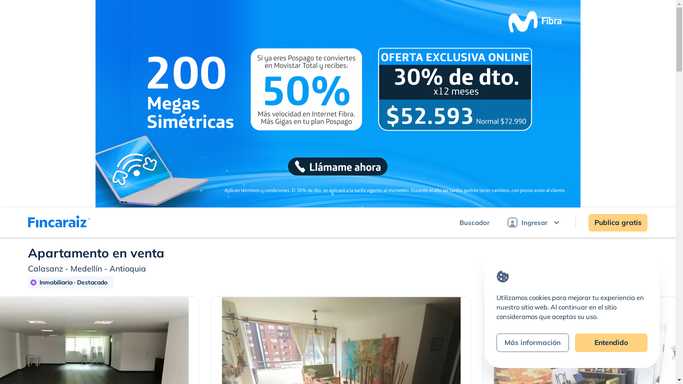 Fibra
200
Megas
Simétricas
Si ya eres Pospago te conviertes
en Movistar Total y recibes.
50%
Más velocidad en Internet Fibra.
Más Gigas en tu plan Pospago
OFERTA EXCLUSIVA ONLINE
30% de dto.
x12 meses
$52.593 Normal $72.990
Llámame ahora
Fincaraiz
Buscador
Ingresar
Publica gratis
Apartamento en venta
Calasanz - Medellín - Antioquia
Inmobiliaria · Destacado
Utilizamos cookies para mejorar tu experiencia en
nuestro sitio web. Al continuar en el sitio
consideramos que aceptas su uso.
Más información
Entendido